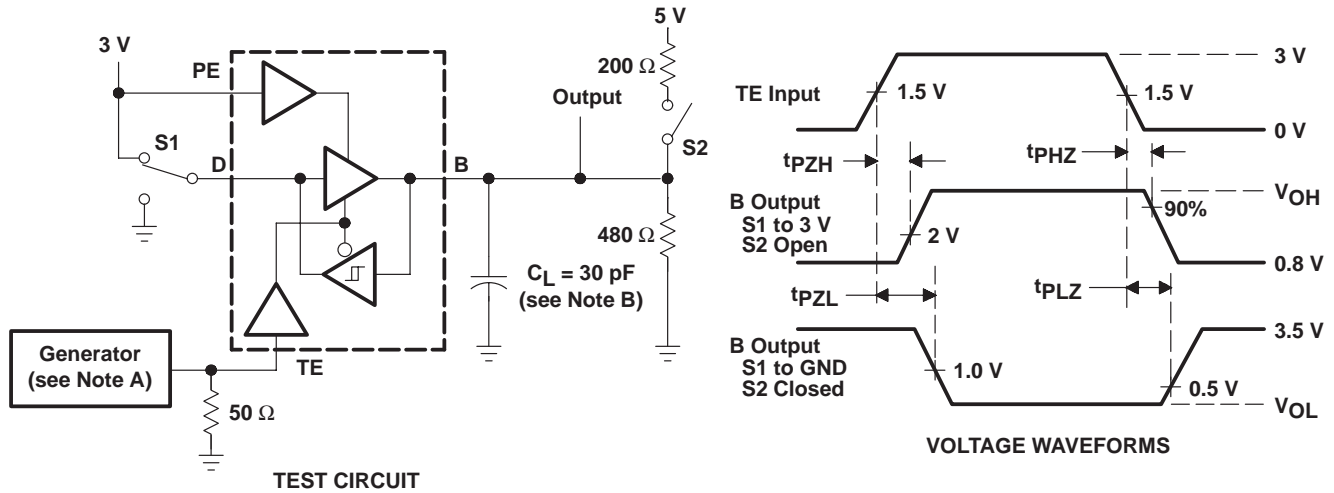 3 V
PE
S1
D
B
Output
5 V
200 Ω
S2
480 Ω
CL = 30 pF
(see Note B)
TE
Generator
(see Note A)
50 Ω
TEST CIRCUIT
TE Input
1.5 V
1.5 V
3 V
0 V
tPZH
tPHZ
B Output
S1 to 3 V
S2 Open
2 V
VOH
90%
0.8 V
tPZL
tPLZ
B Output
S1 to GND
S2 Closed
1.0 V
3.5 V
0.5 V
VOL
VOLTAGE WAVEFORMS